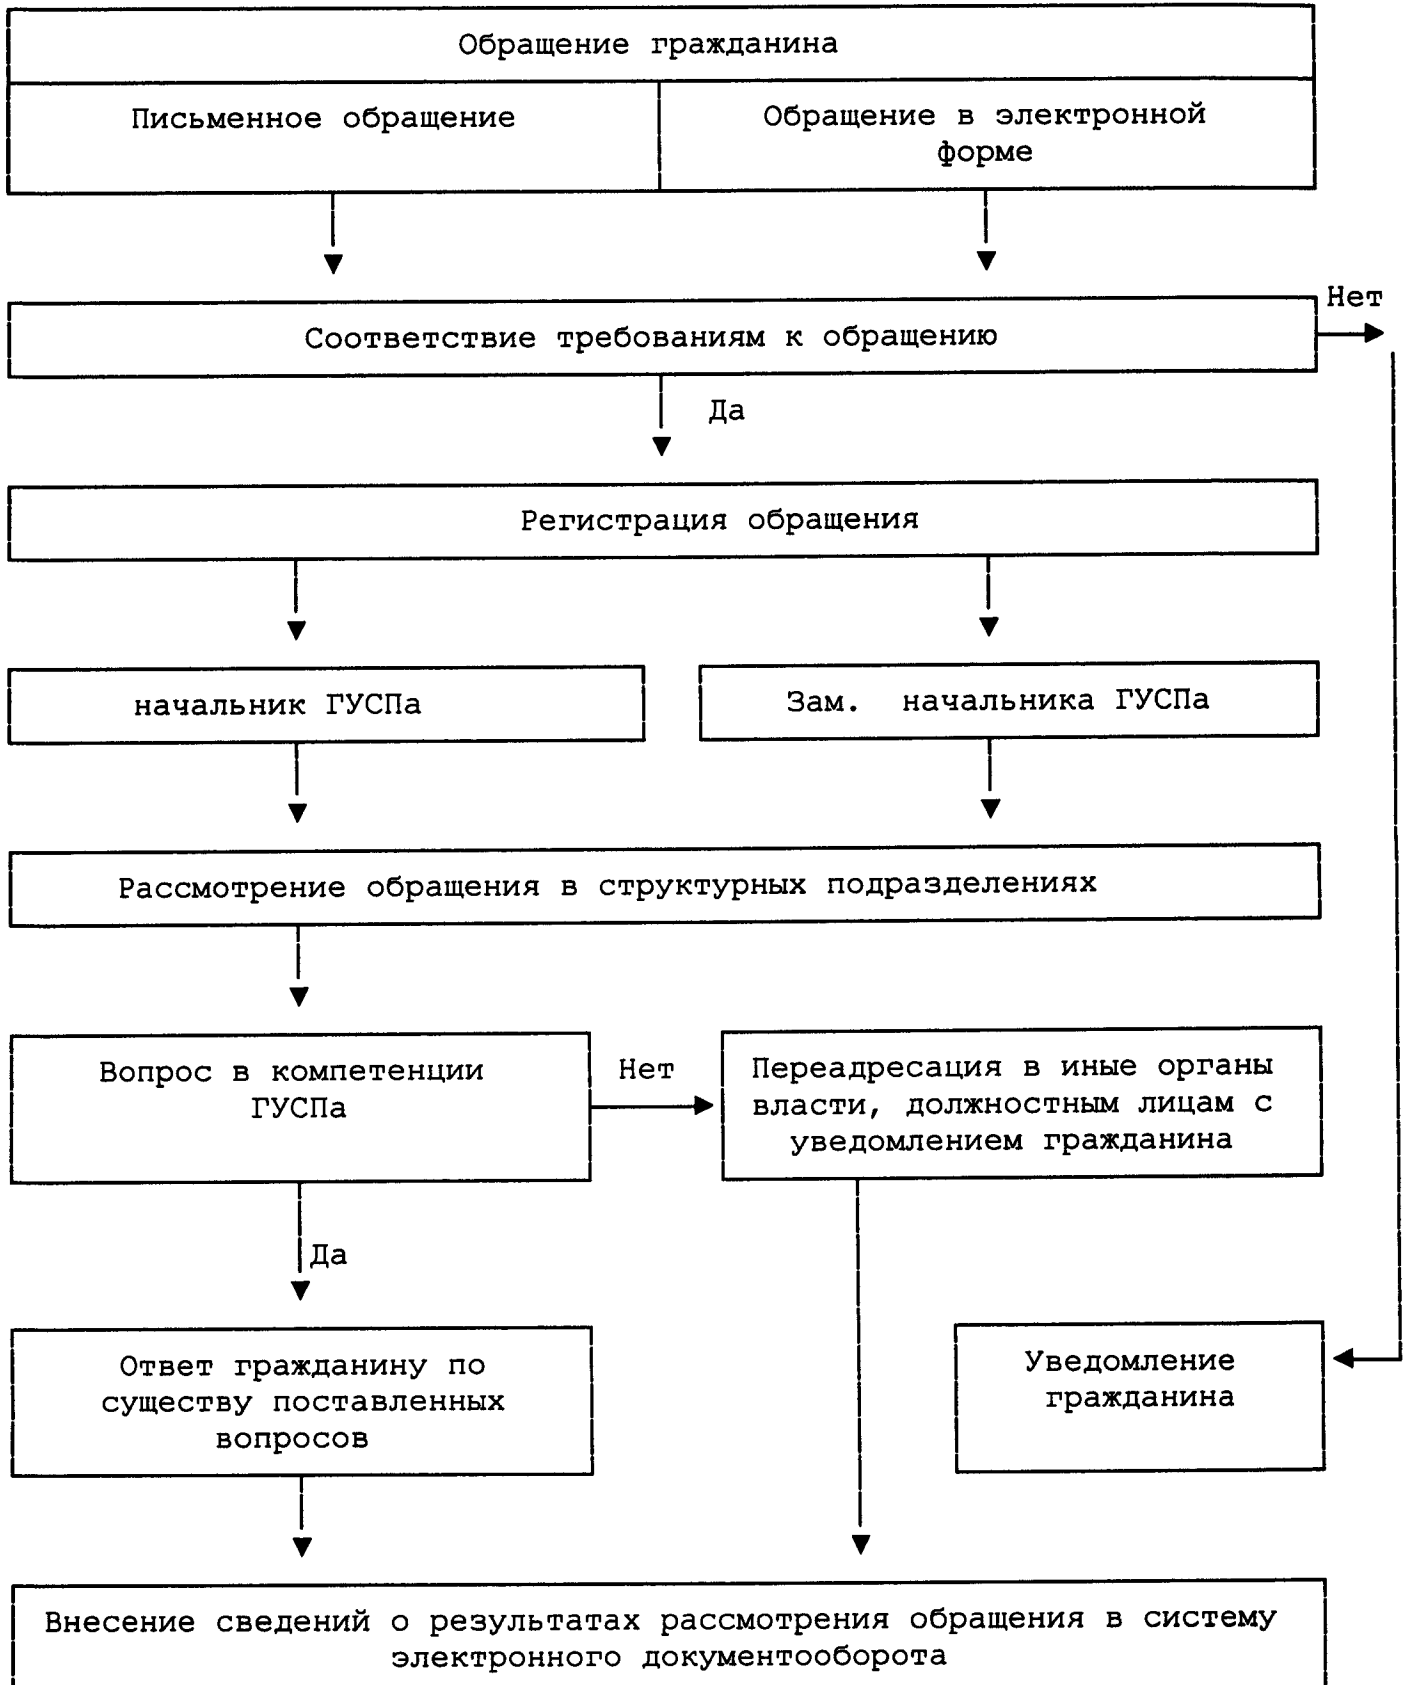 Обращение гражданина
Письменное обращение
Обращение в электронной
форме
Нет
Соответствие требованиям к обращению
Да
Регистрация обращения
начальник ГУСПа
Зам. начальника ГУСПа
Рассмотрение обращения в структурных подразделениях
Вопрос в компетенции
ГУСПа
Нет
Переадресация в иные органы
власти, должностным лицам с
уведомлением гражданина
Да
Ответ гражданину по
существу поставленных
вопросов
Уведомление
гражданина
Внесение сведений о результатах рассмотрения обращения в систему
электронного документооборота